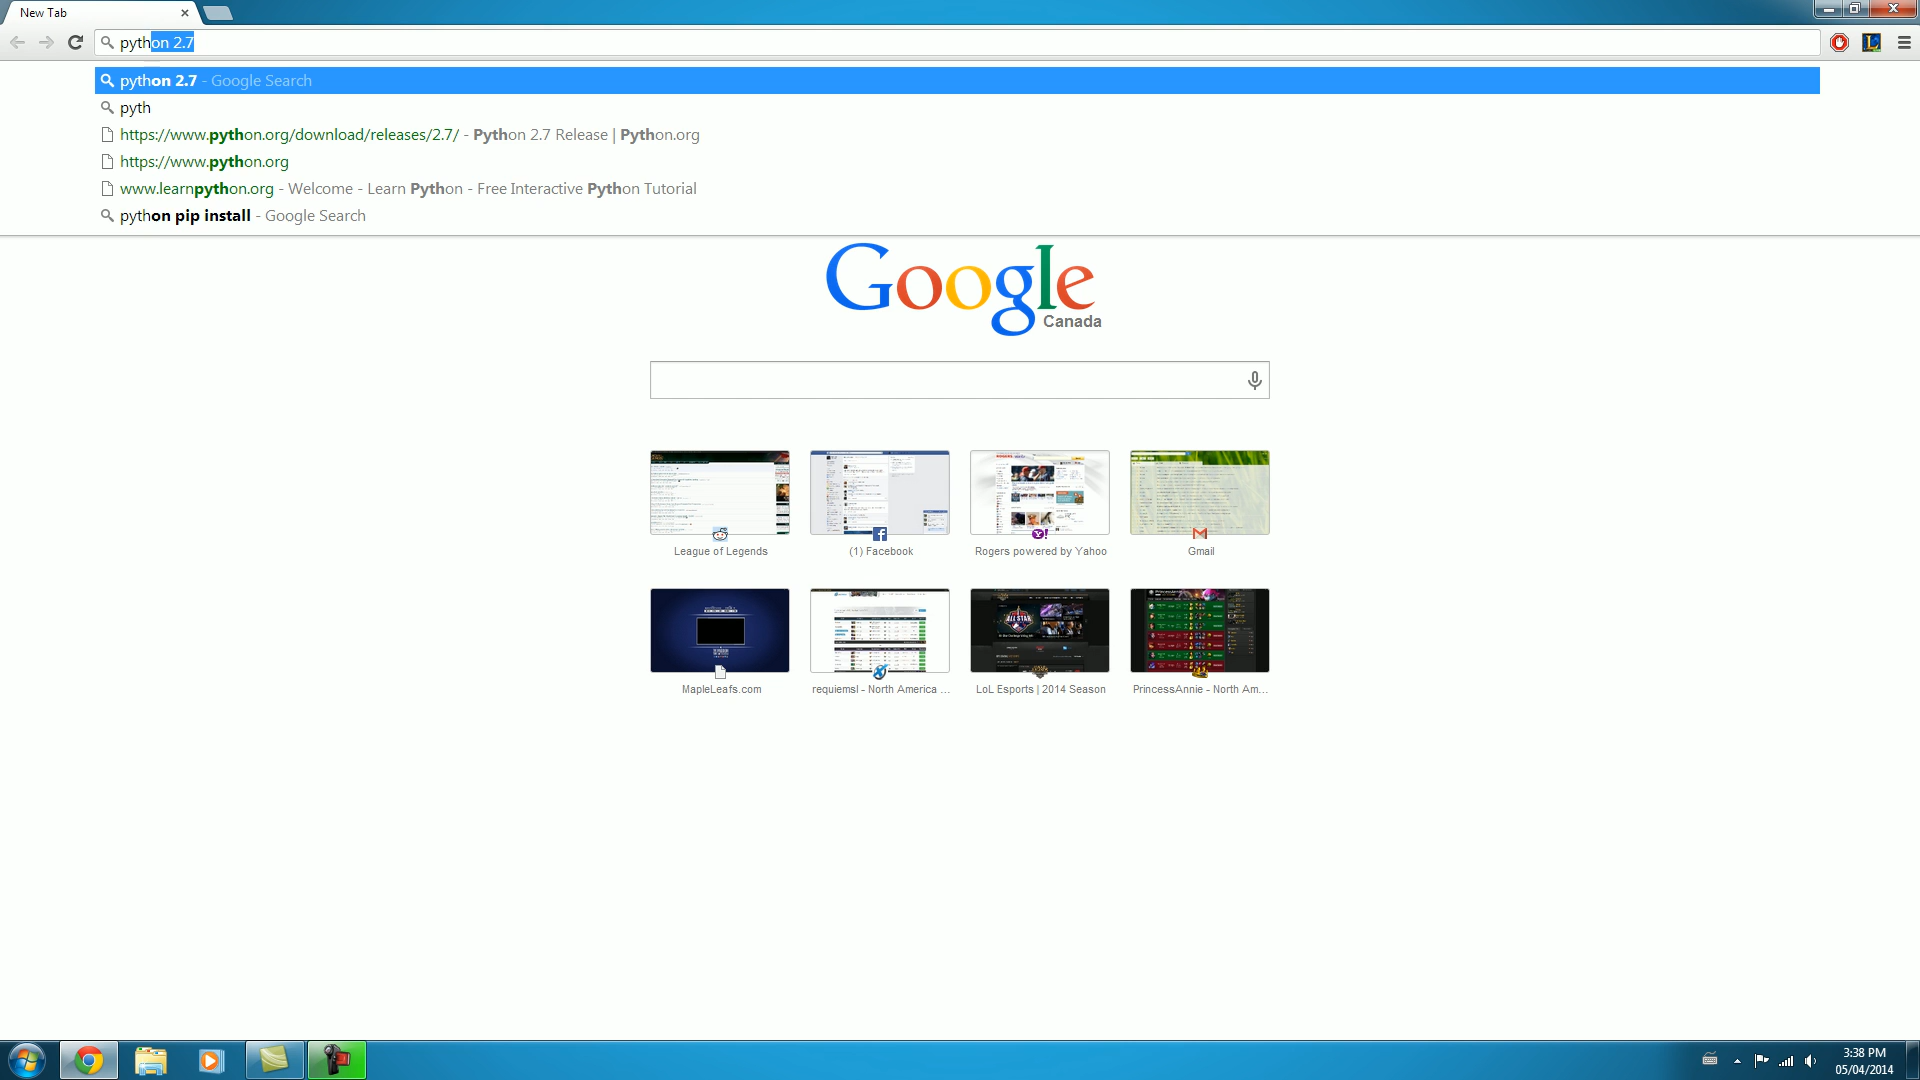 New Tab
python 2.7
python 2.7 - Google Search
pyth
https://www.python.org/download/releases/2.7/ - Python 2.7 Release | Python.org
https://www.python.org
www.learnpython.org - Welcome - Learn Python - Free Interactive Python Tutorial
python pip install - Google Search
Google
Canada
League of Legends
(1) Facebook
Rogers powered by Yahoo
Gmail
MapleLeafs.com
requiemsl - North America ...
LoL Esports | 2014 Season
PrincessAnnie - North Am...
3:38 PM
05/04/2014